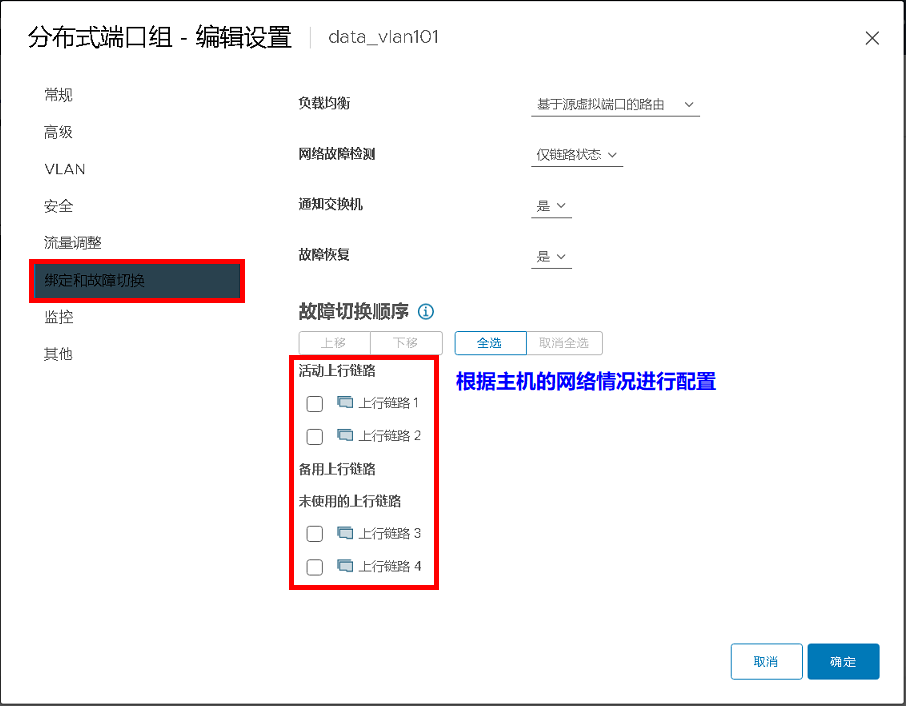 分布式端口组 - 编辑设置 data_vlan101
常规
高级
VLAN
安全
流量调整
绑定和故障切换
监控
其他
负载均衡 基于源虚拟端口的路由
网络故障检测 仅链路状态
通知交换机 是
故障恢复 是
故障切换顺序
上移 下移 全选 取消全选
活动上行链路
上行链路 1
上行链路 2
备用上行链路
未使用的上行链路
上行链路 3
上行链路 4
根据主机的网络情况进行配置
取消 确定